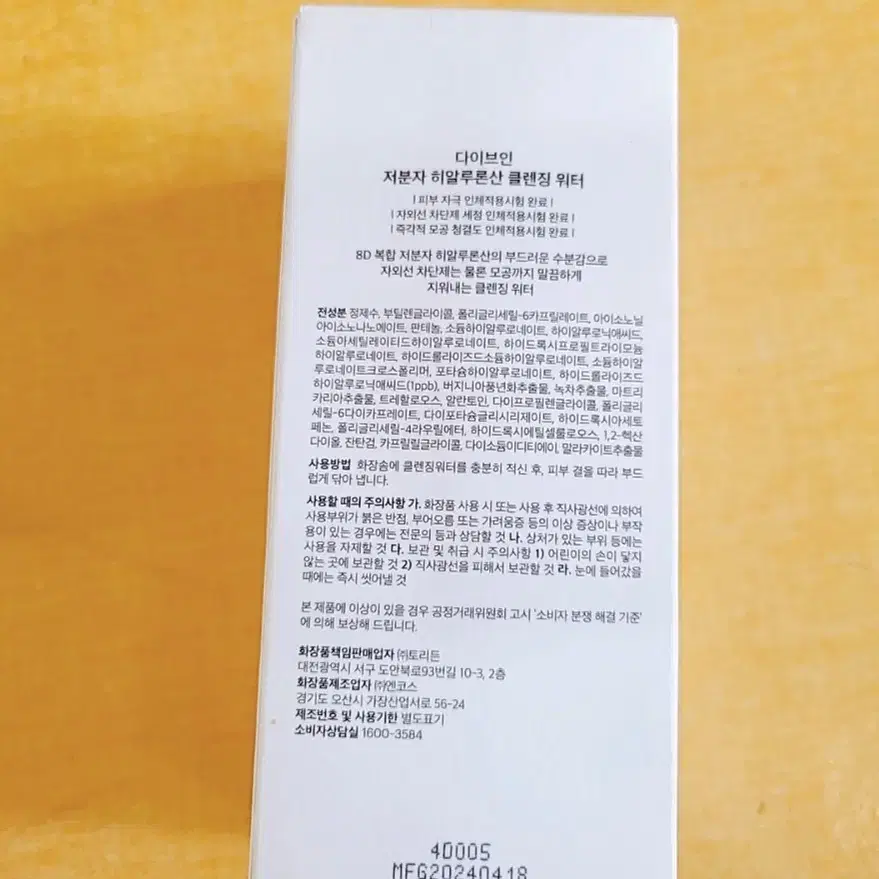 다이브인
저분자 히알루론산 클렌징 워터
| 피부 자극 인체적용시험 완료 |
| 자외선 차단제 세정 인체적용시험 완료 |
| 즉각적 모공 청결도 인체적용시험 완료 |
8D 복합 저분자 히알루론산의 부드러운 수분감으로
자외선 차단제는 물론 모공까지 말끔하게
지워내는 클렌징 워터
전성분 정제수, 부틸렌글라이콜, 폴리글리세릴-6카프릴레이트, 아이소노닐
아이소노나노에이트, 판테놀, 소듐하이알루로네이트, 하이알루로닉애씨드,
소듐아세틸레이티드하이알루로네이트, 하이드록시프로필트라이모늄
하이알루로네이트, 하이드롤라이즈드소듐하이알루로네이트, 소듐하이알
루로네이트크로스폴리머, 포타슘하이알루로네이트, 하이드롤라이즈드
하이알루로닉애씨드(1ppb), 버지니아풍년화추출물, 녹차추출물, 마트리
카리아추출물, 트레할로오스, 알란토인, 다이프로필렌글라이콜, 폴리글리
세릴-6다이카프레이트, 다이포타슘글리시리제이트, 하이드록시아세토
페논, 폴리글리세릴-4라우릴에터, 하이드록시에틸셀룰로오스, 1,2-헥산
다이올, 잔탄검, 카프릴릴글라이콜, 다이소듐이디티에이, 말라카이트추출물
사용방법 화장솜에 클렌징워터를 충분히 적신 후, 피부 결을 따라 부드
럽게 닦아 냅니다.
사용할 때의 주의사항 가. 화장품 사용 시 또는 사용 후 직사광선에 의하여
사용부위가 붉은 반점, 부어오름 또는 가려움증 등의 이상 증상이나 부작
용이 있는 경우에는 전문의 등과 상담할 것 나. 상처가 있는 부위 등에는
사용을 자제할 것 다. 보관 및 취급 시 주의사항 1) 어린이의 손이 닿지
않는 곳에 보관할 것 2) 직사광선을 피해서 보관할 것 라. 눈에 들어갔을
때에는 즉시 씻어낼 것
본 제품에 이상이 있을 경우 공정거래위원회 고시 '소비자 분쟁 해결 기준'
에 의해 보상해 드립니다.
화장품책임판매업자 ㈜토리든
대전광역시 서구 도안북로93번길 10-3, 2층
화장품제조업자 ㈜엔코스
경기도 오산시 가장산업서로 56-24
제조번호 및 사용기한 별도표기
소비자상담실 1600-3584
4D005
MFG20240418